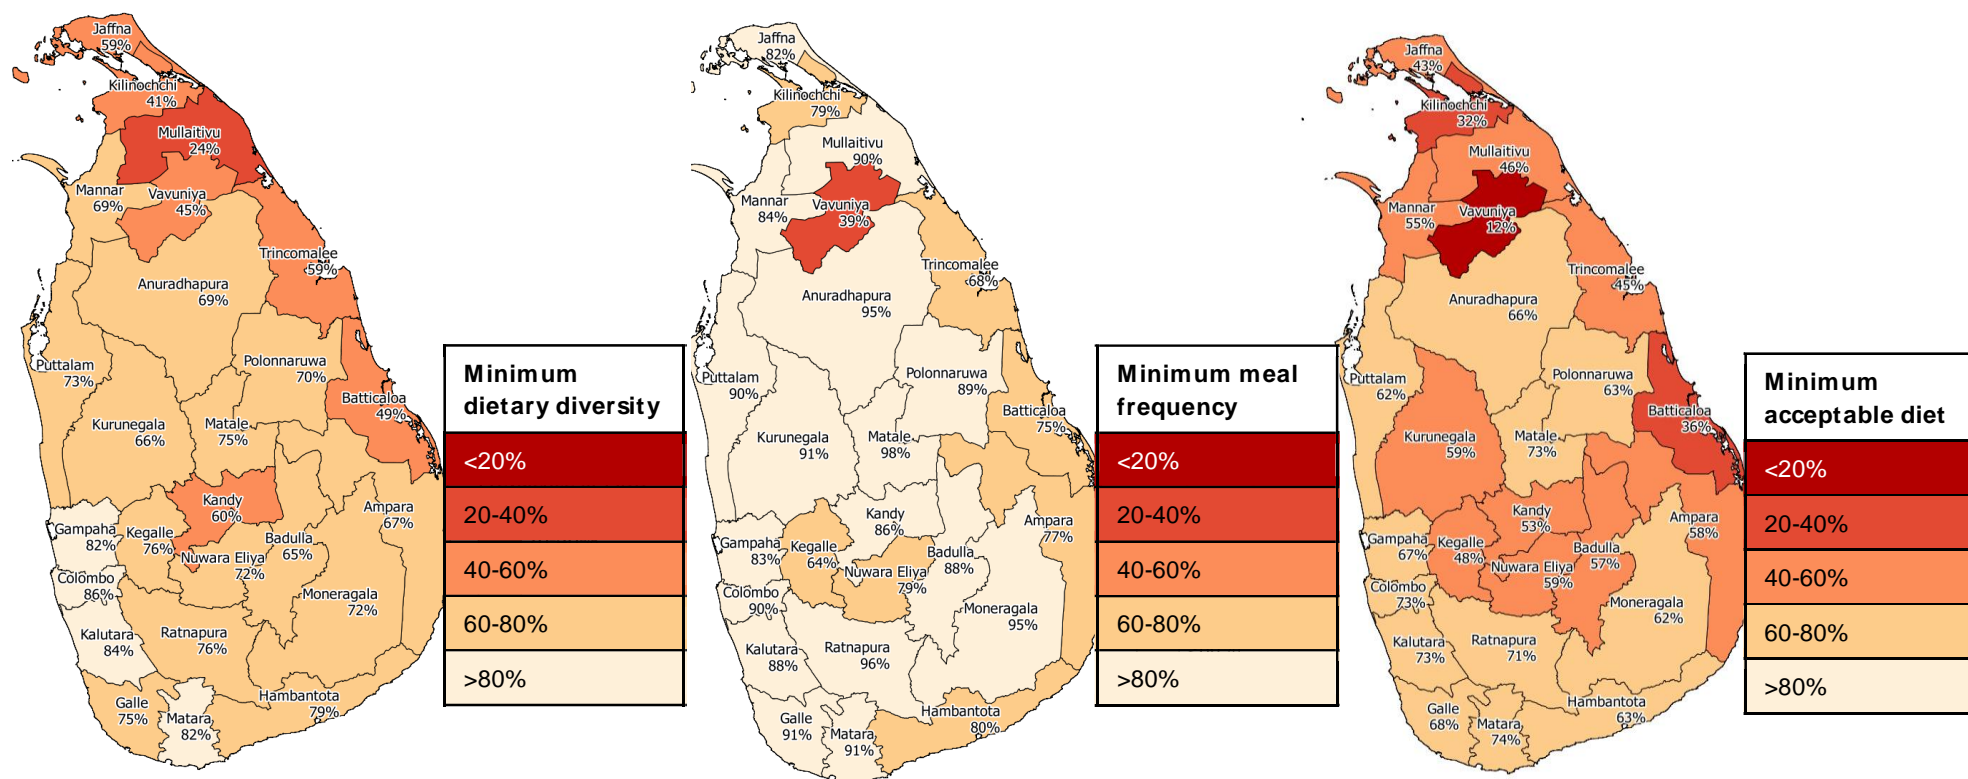 Jaffna
59%
Kilinochchi
41%
Mullaitivu
24%
Mannar
69%
Vavuniya
45%
Trincomalee
59%
Anuradhapura
69%
Puttalam
73%
Polonnaruwa
70%
Batticaloa
49%
Kurunegala
66%
Matale
75%
Kandy
60%
Ampara
67%
Gampaha
82%
Kegalle
76%
Badulla
65%
Nuwara Eliya
72%
Colombo
86%
Moneragala
72%
Kalutara
84%
Ratnapura
76%
Galle
75%
Matara
82%
Hambantota
79%
Minimum
dietary diversity
<20%
20-40%
40-60%
60-80%
>80%
Jaffna
82%
Kilinochchi
79%
Mullaitivu
90%
Mannar
84%
Vavuniya
39%
Trincomalee
68%
Anuradhapura
95%
Puttalam
90%
Polonnaruwa
89%
Batticaloa
75%
Kurunegala
91%
Matale
98%
Kandy
86%
Ampara
77%
Gampaha
83%
Kegalle
64%
Badulla
88%
Nuwara Eliya
79%
Colombo
90%
Moneragala
95%
Kalutara
88%
Ratnapura
96%
Galle
91%
Matara
91%
Hambantota
80%
Minimum meal
frequency
<20%
20-40%
40-60%
60-80%
>80%
Jaffna
43%
Kilinochchi
32%
Mullaitivu
46%
Mannar
55%
Vavuniya
12%
Trincomalee
45%
Anuradhapura
66%
Puttalam
62%
Polonnaruwa
63%
Batticaloa
36%
Kurunegala
59%
Matale
73%
Kandy
53%
Ampara
58%
Gampaha
67%
Kegalle
48%
Badulla
57%
Nuwara Eliya
59%
Colombo
73%
Moneragala
62%
Kalutara
73%
Ratnapura
71%
Galle
68%
Matara
74%
Hambantota
63%
Minimum
acceptable diet
<20%
20-40%
40-60%
60-80%
>80%